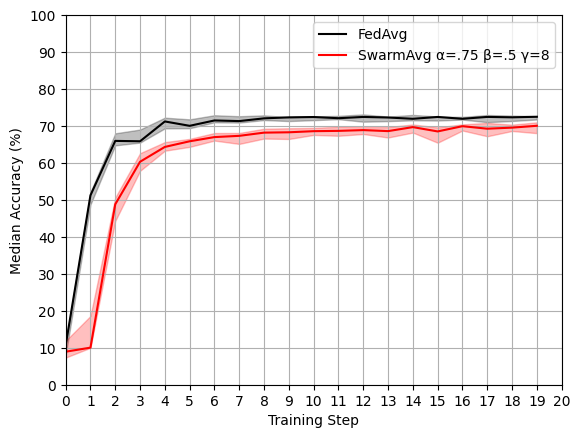 FedAvg
SwarmAvg α=.75 β=.5 γ=8
Median Accuracy (%)
100
90
80
70
60
50
40
30
20
10
0
0 1 2 3 4 5 6 7 8 9 10 11 12 13 14 15 16 17 18 19 20
Training Step